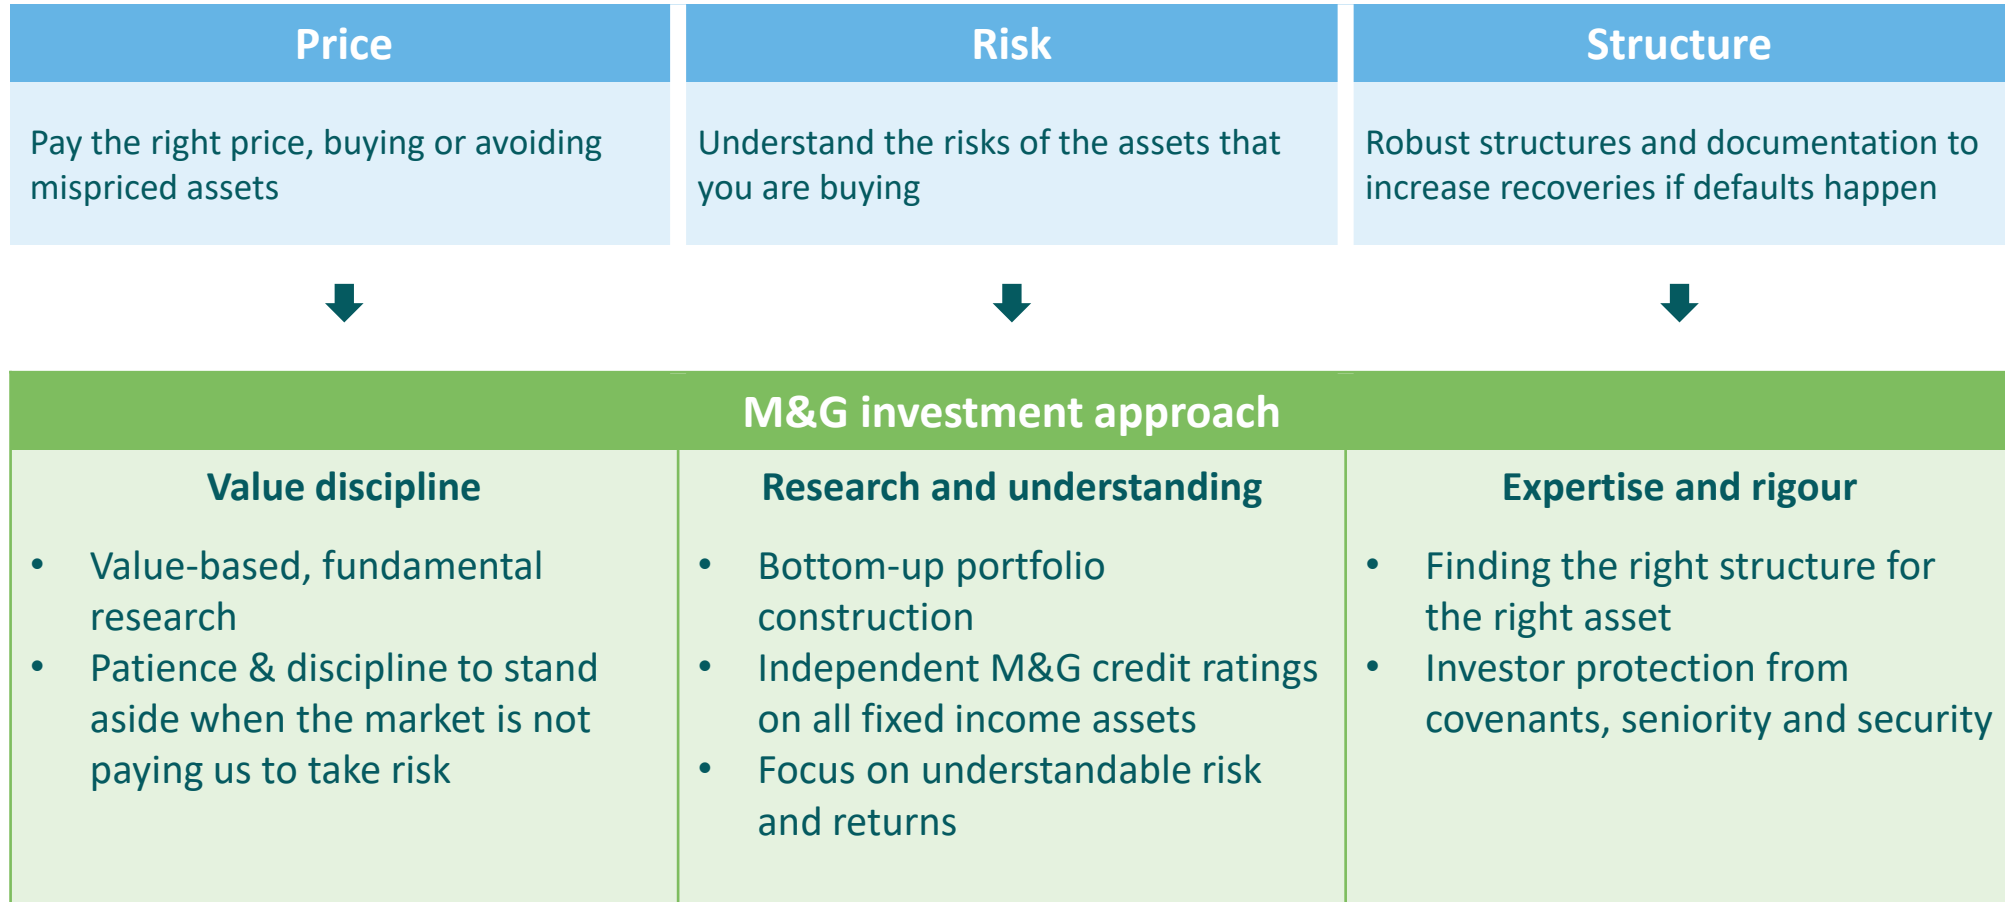 Price
Risk
Structure
Pay the right price, buying or avoiding
mispriced assets
Understand the risks of the assets that
you are buying
Robust structures and documentation to
increase recoveries if defaults happen
M&G investment approach
Value discipline
• Value-based, fundamental
research
• Patience & discipline to stand
aside when the market is not
paying us to take risk
Research and understanding
• Bottom-up portfolio
construction
• Independent M&G credit ratings
on all fixed income assets
• Focus on understandable risk
and returns
Expertise and rigour
• Finding the right structure for
the right asset
• Investor protection from
covenants, seniority and security